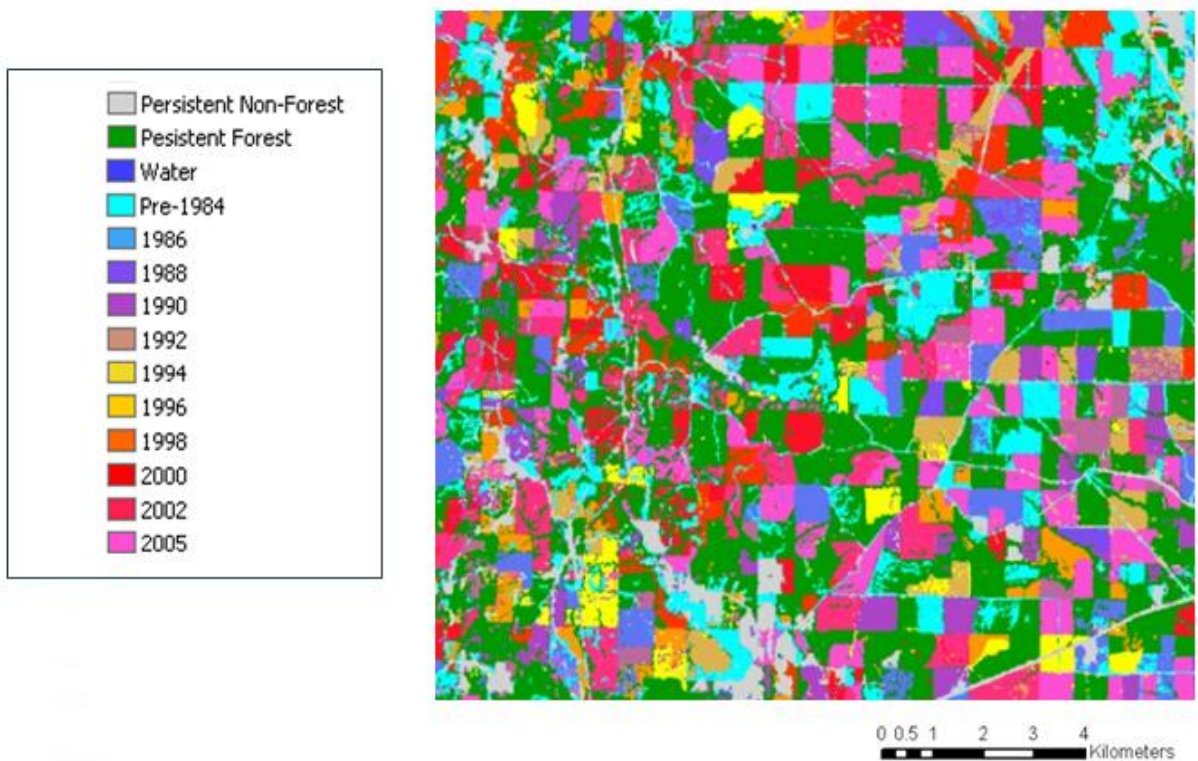 Persistent Non-Forest
Pesistent Forest
Water
Pre-1984
1986
1988
1990
1992
1994
1996
1998
2000
2002
2005
0 0.5 1 2 3 4
Kilometers